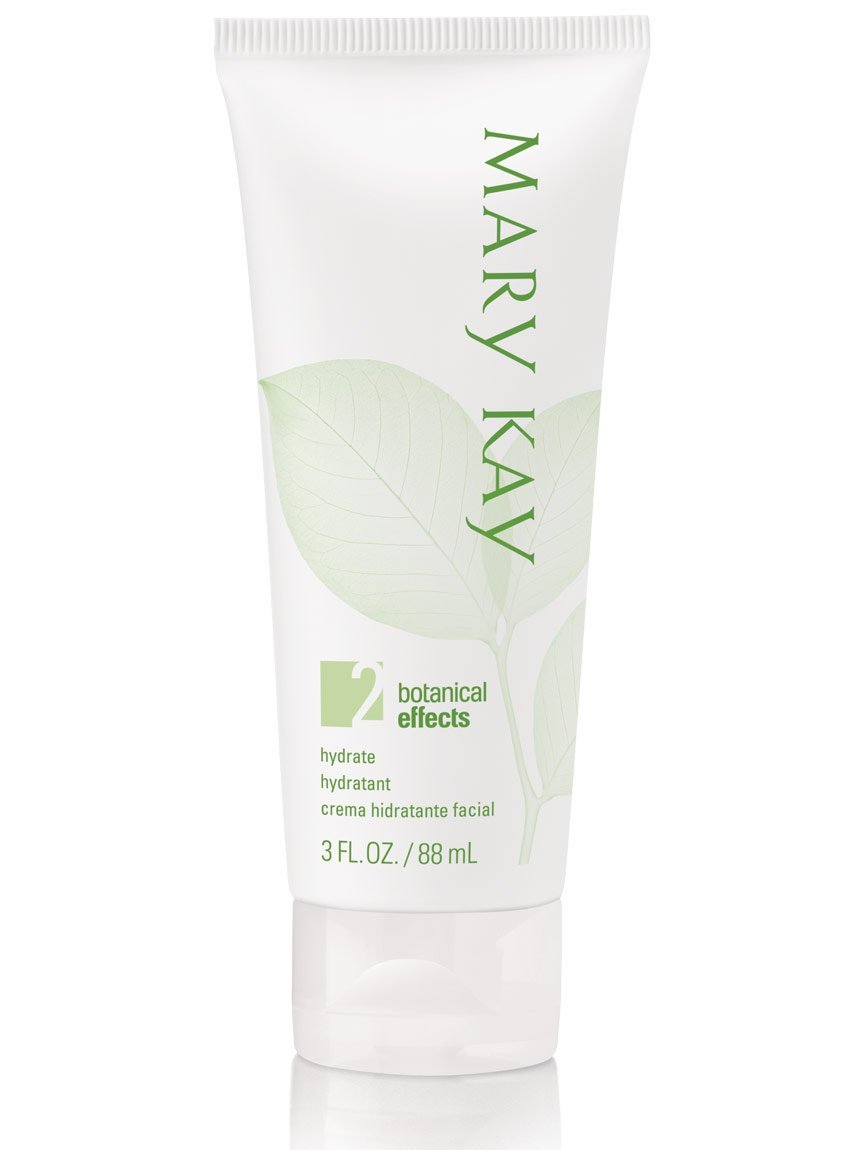 MARY KAY
2
botanical
effects
hydrate
hydratant
crema hidratante facial
3 FL. OZ. / 88 mL